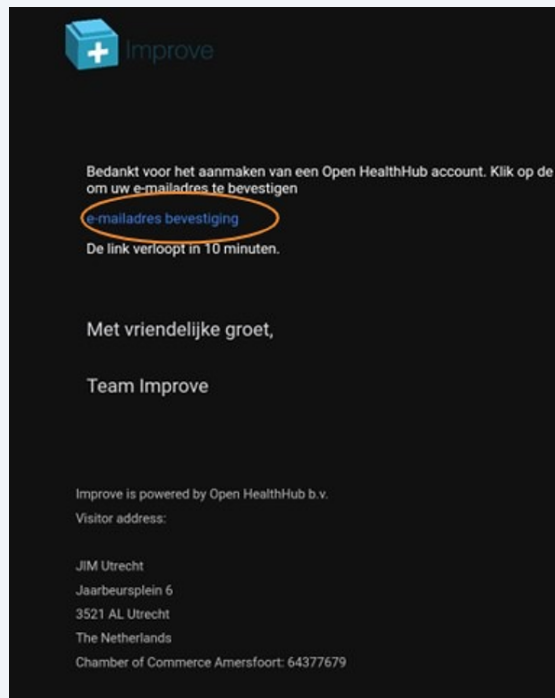 Improve
Bedankt voor het aanmaken van een Open HealthHub account. Klik op de
om uw e-mailadres te bevestigen
e-mailadres bevestiging
De link verloopt in 10 minuten.
Met vriendelijke groet,
Team Improve
Improve is powered by Open HealthHub b.v.
Visitor address:
JIM Utrecht
Jaarbeursplein 6
3521 AL Utrecht
The Netherlands
Chamber of Commerce Amersfoort: 64377679